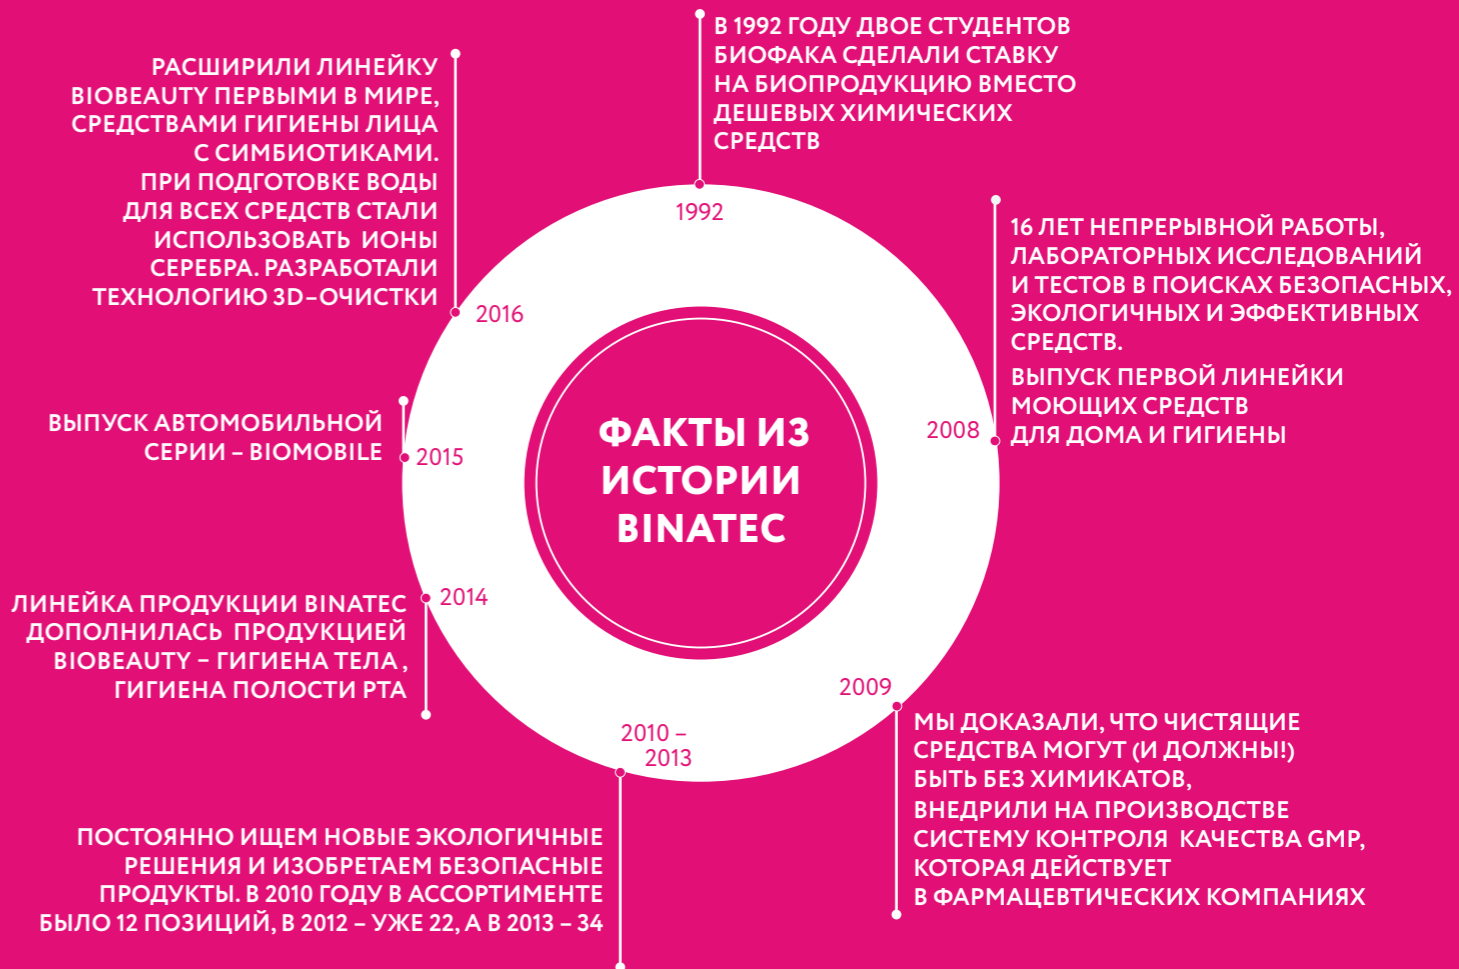 ФАКТЫ ИЗ
ИСТОРИИ
BINATEC
В 1992 ГОДУ ДВОЕ СТУДЕНТОВ
БИОФАКА СДЕЛАЛИ СТАВКУ
НА БИОПРОДУКЦИЮ ВМЕСТО
ДЕШЕВЫХ ХИМИЧЕСКИХ
СРЕДСТВ
1992
16 ЛЕТ НЕПРЕРЫВНОЙ РАБОТЫ,
ЛАБОРАТОРНЫХ ИССЛЕДОВАНИЙ
И ТЕСТОВ В ПОИСКАХ БЕЗОПАСНЫХ,
ЭКОЛОГИЧНЫХ И ЭФФЕКТИВНЫХ
СРЕДСТВ.
ВЫПУСК ПЕРВОЙ ЛИНЕЙКИ
МОЮЩИХ СРЕДСТВ
ДЛЯ ДОМА И ГИГИЕНЫ
2008
2009
МЫ ДОКАЗАЛИ, ЧТО ЧИСТЯЩИЕ
СРЕДСТВА МОГУТ (И ДОЛЖНЫ!)
БЫТЬ БЕЗ ХИМИКАТОВ,
ВНЕДРИЛИ НА ПРОИЗВОДСТВЕ
СИСТЕМУ КОНТРОЛЯ КАЧЕСТВА GMP,
КОТОРАЯ ДЕЙСТВУЕТ
В ФАРМАЦЕВТИЧЕСКИХ КОМПАНИЯХ
2010 –
2013
ПОСТОЯННО ИЩЕМ НОВЫЕ ЭКОЛОГИЧНЫЕ
РЕШЕНИЯ И ИЗОБРЕТАЕМ БЕЗОПАСНЫЕ
ПРОДУКТЫ. В 2010 ГОДУ В АССОРТИМЕНТЕ
БЫЛО 12 ПОЗИЦИЙ, В 2012 – УЖЕ 22, А В 2013 – 34
2014
ЛИНЕЙКА ПРОДУКЦИИ BINATEC
ДОПОЛНИЛАСЬ ПРОДУКЦИЕЙ
BIOBEAUTY – ГИГИЕНА ТЕЛА ,
ГИГИЕНА ПОЛОСТИ РТА
ВЫПУСК АВТОМОБИЛЬНОЙ
СЕРИИ – BIOMOBILE
2015
РАСШИРИЛИ ЛИНЕЙКУ
BIOBEAUTY ПЕРВЫМИ В МИРЕ,
СРЕДСТВАМИ ГИГИЕНЫ ЛИЦА
С СИМБИОТИКАМИ.
ПРИ ПОДГОТОВКЕ ВОДЫ
ДЛЯ ВСЕХ СРЕДСТВ СТАЛИ
ИСПОЛЬЗОВАТЬ ИОНЫ
СЕРЕБРА. РАЗРАБОТАЛИ
ТЕХНОЛОГИЮ 3D–ОЧИСТКИ
2016